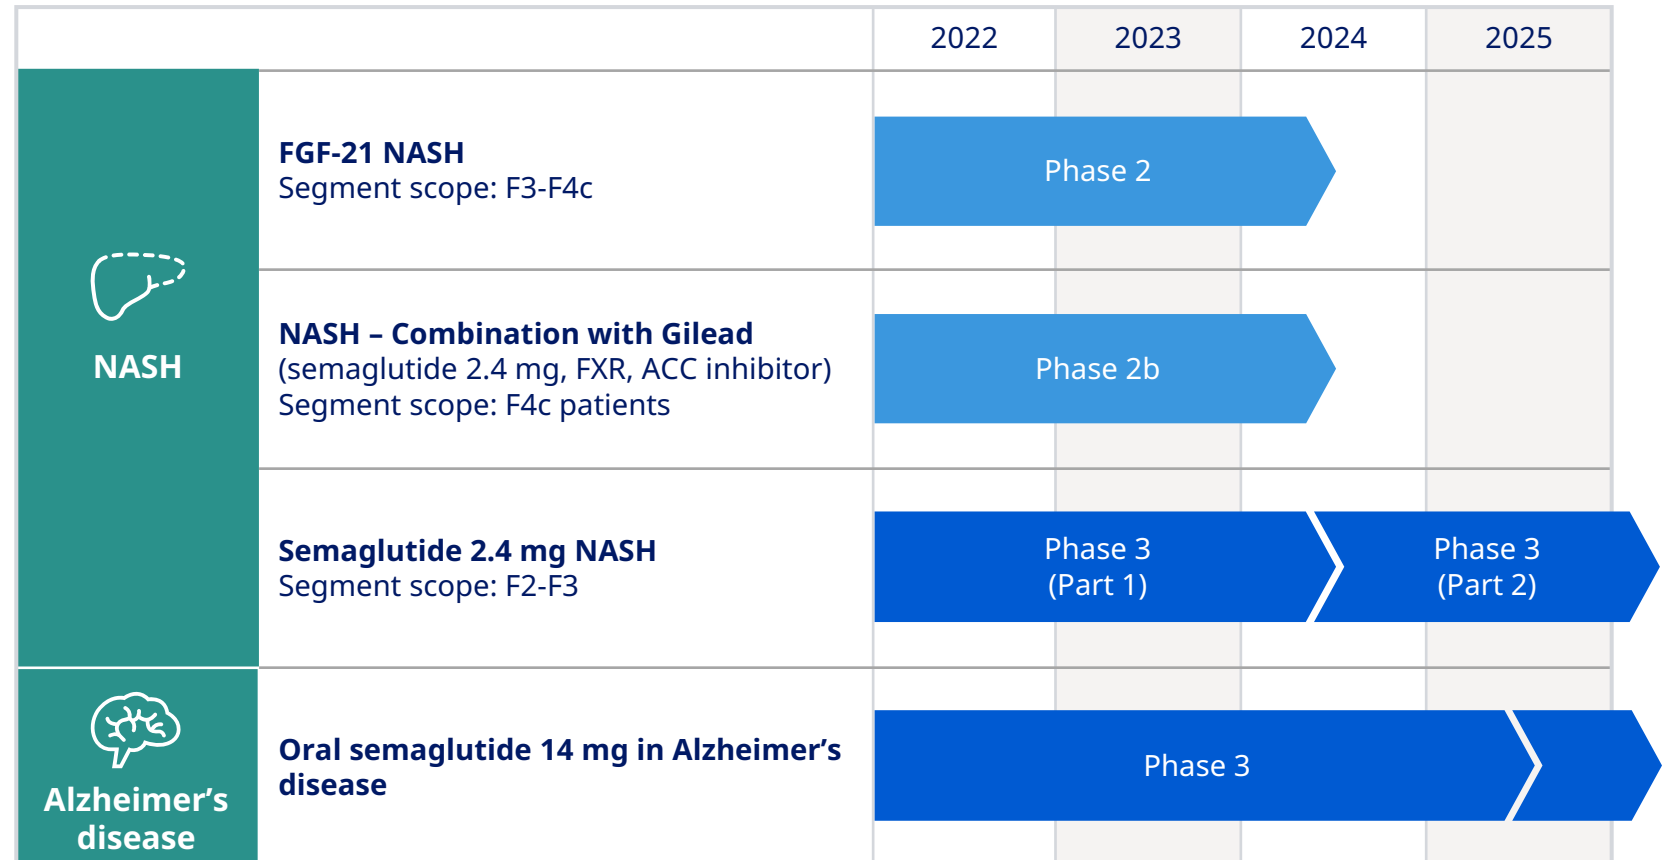 2022 2023 2024 2025
NASH
FGF-21 NASH
Segment scope: F3-F4c
Phase 2
NASH – Combination with Gilead
(semaglutide 2.4 mg, FXR, ACC inhibitor)
Segment scope: F4c patients
Phase 2b
Semaglutide 2.4 mg NASH
Segment scope: F2-F3
Phase 3
(Part 1)
Phase 3
(Part 2)
Alzheimer’s
disease
Oral semaglutide 14 mg in Alzheimer’s
disease
Phase 3